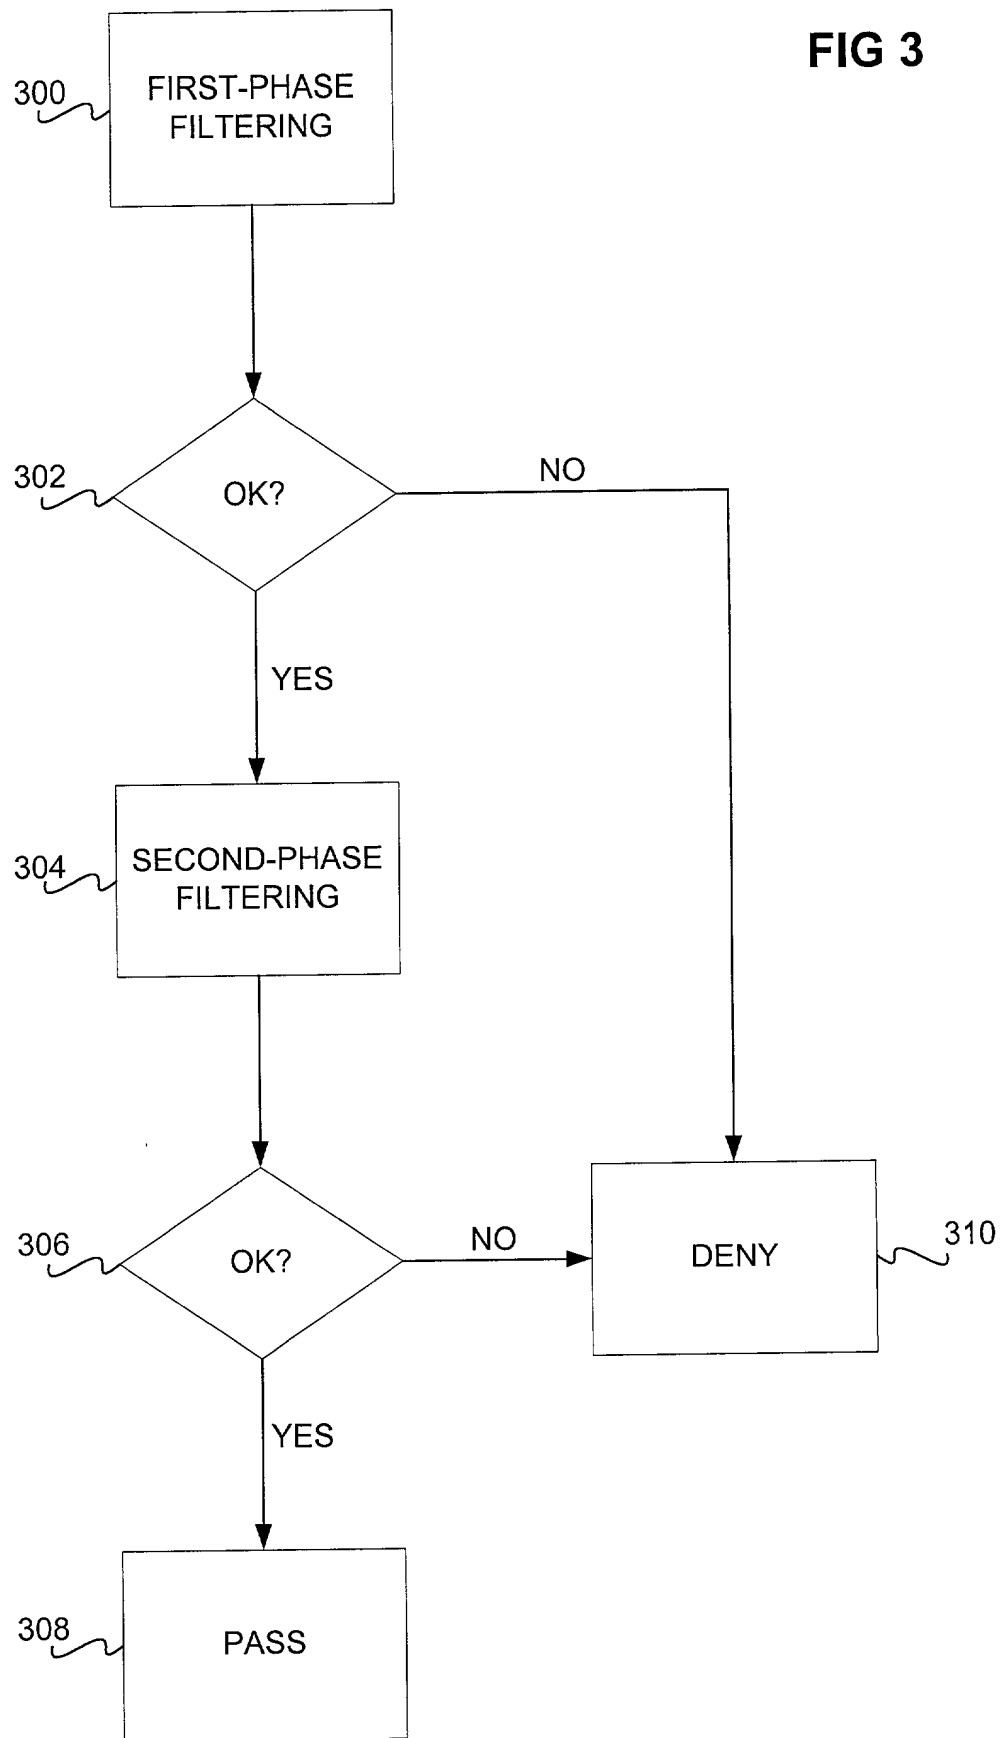 FIG 3
300
FIRST-PHASE
FILTERING
302
OK?
NO
YES
304
SECOND-PHASE
FILTERING
306
OK?
NO
DENY
310
YES
308
PASS